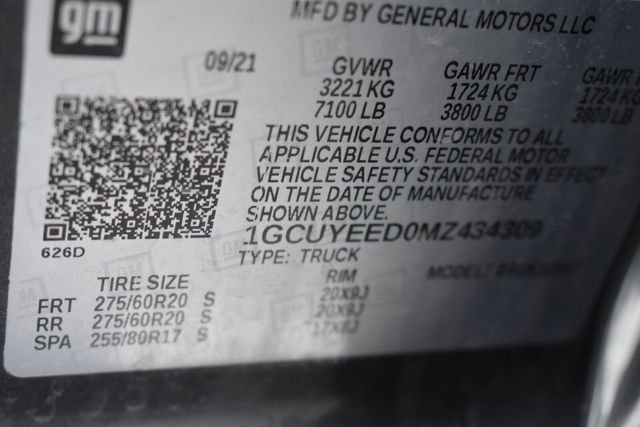 gm
MFD BY GENERAL MOTORS LLC
09/21 GVWR GAWR FRT GAWR
3221 KG 1724 KG 1724 KG
7100 LB 3800 LB 3800 LB
THIS VEHICLE CONFORMS TO ALL
APPLICABLE U.S. FEDERAL MOTOR
VEHICLE SAFETY STANDARDS IN EFFECT
ON THE DATE OF MANUFACTURE
SHOWN ABOVE.
1GCUYEED0MZ434309
626D
TYPE: TRUCK MODEL:
TIRE SIZE RIM
FRT 275/60R20 S 20X9J
RR 275/60R20 S 20X9J
SPA 255/80R17 S 17X8J